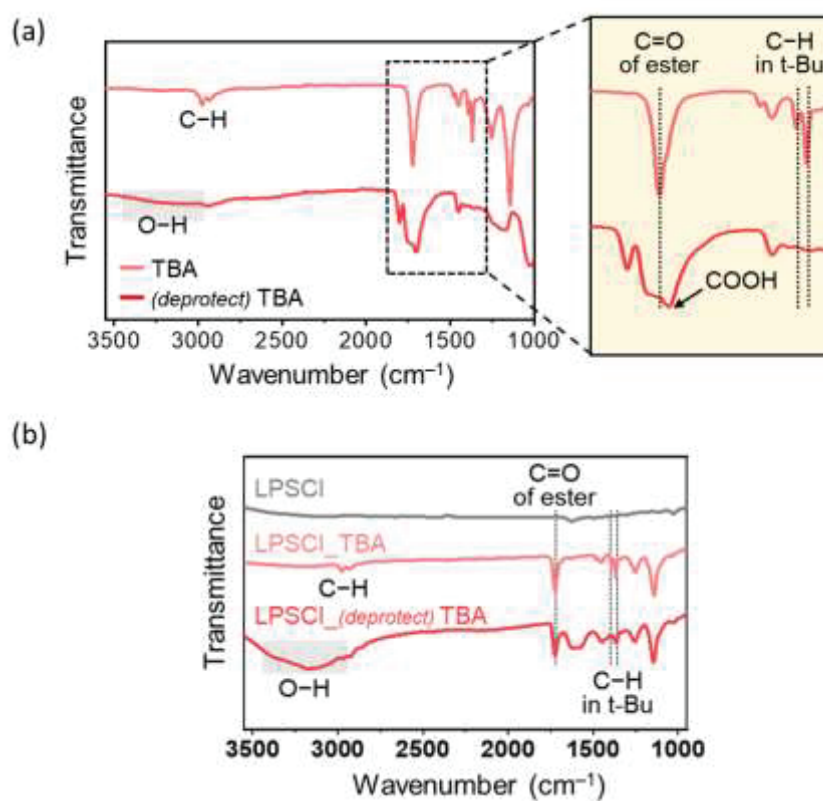 (a)
C=O
of ester
C−H
in t-Bu
C−H
O−H
TBA
(deprotect) TBA
COOH
Transmittance
3500 3000 2500 2000 1500 1000
Wavenumber (cm−1)
(b)
LPSCl
C=O
of ester
LPSCl_TBA
C−H
LPSCl_(deprotect) TBA
O−H
C−H
in t-Bu
Transmittance
3500 3000 2500 2000 1500 1000
Wavenumber (cm−1)